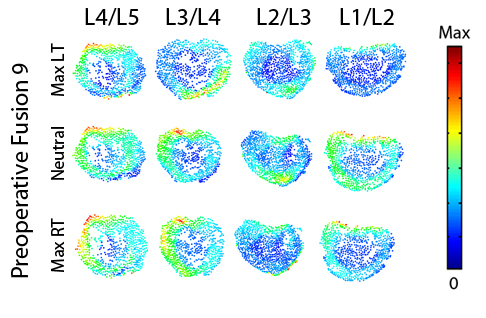 L4/L5 L3/L4 L2/L3 L1/L2
Max
Preoperative Fusion 9
Max LT
Neutral
Max RT
0